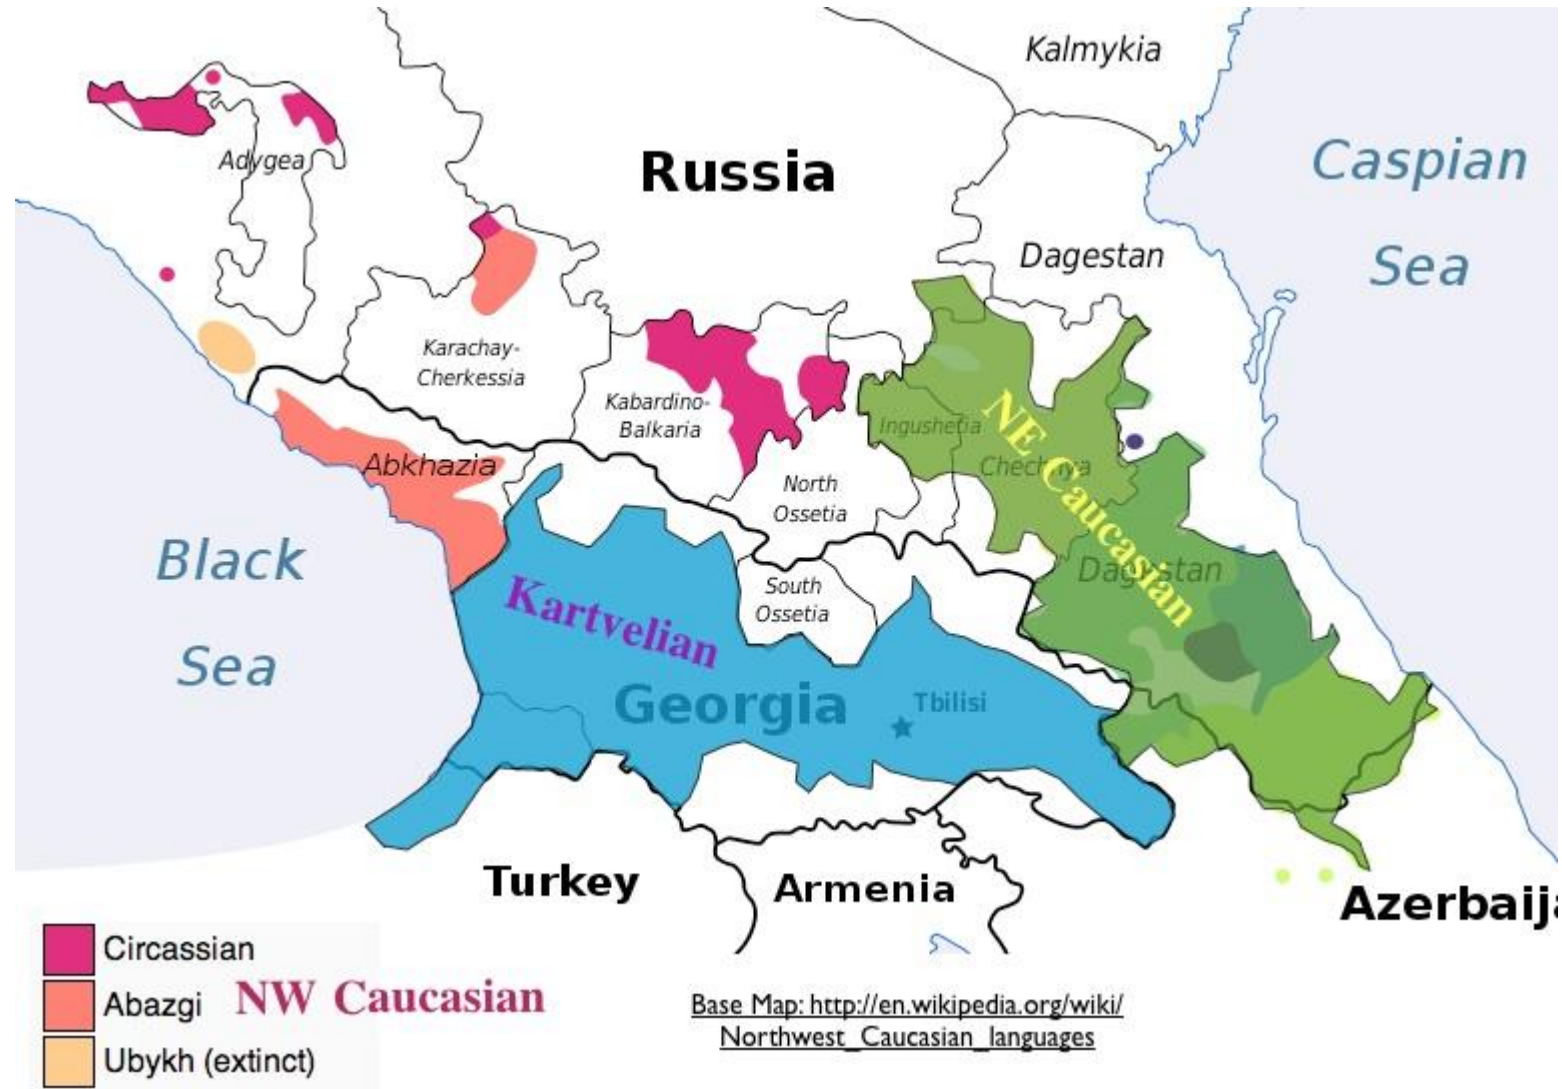 Kalmykia
Adygea
Russia
Caspian
Sea
Dagestan
Karachay-
Cherkessia
Kabardino-
Balkaria
Ingushetia
NE Caucasian
Chechnya
Abkhazia
North
Ossetia
Black
Sea
Dagestan
South
Ossetia
Kartvelian
Georgia
Tbilisi
Turkey
Armenia
Azerbaija
Circassian
Abazgi
NW Caucasian
Ubykh (extinct)
Base Map: http://en.wikipedia.org/wiki/
Northwest_Caucasian_languages